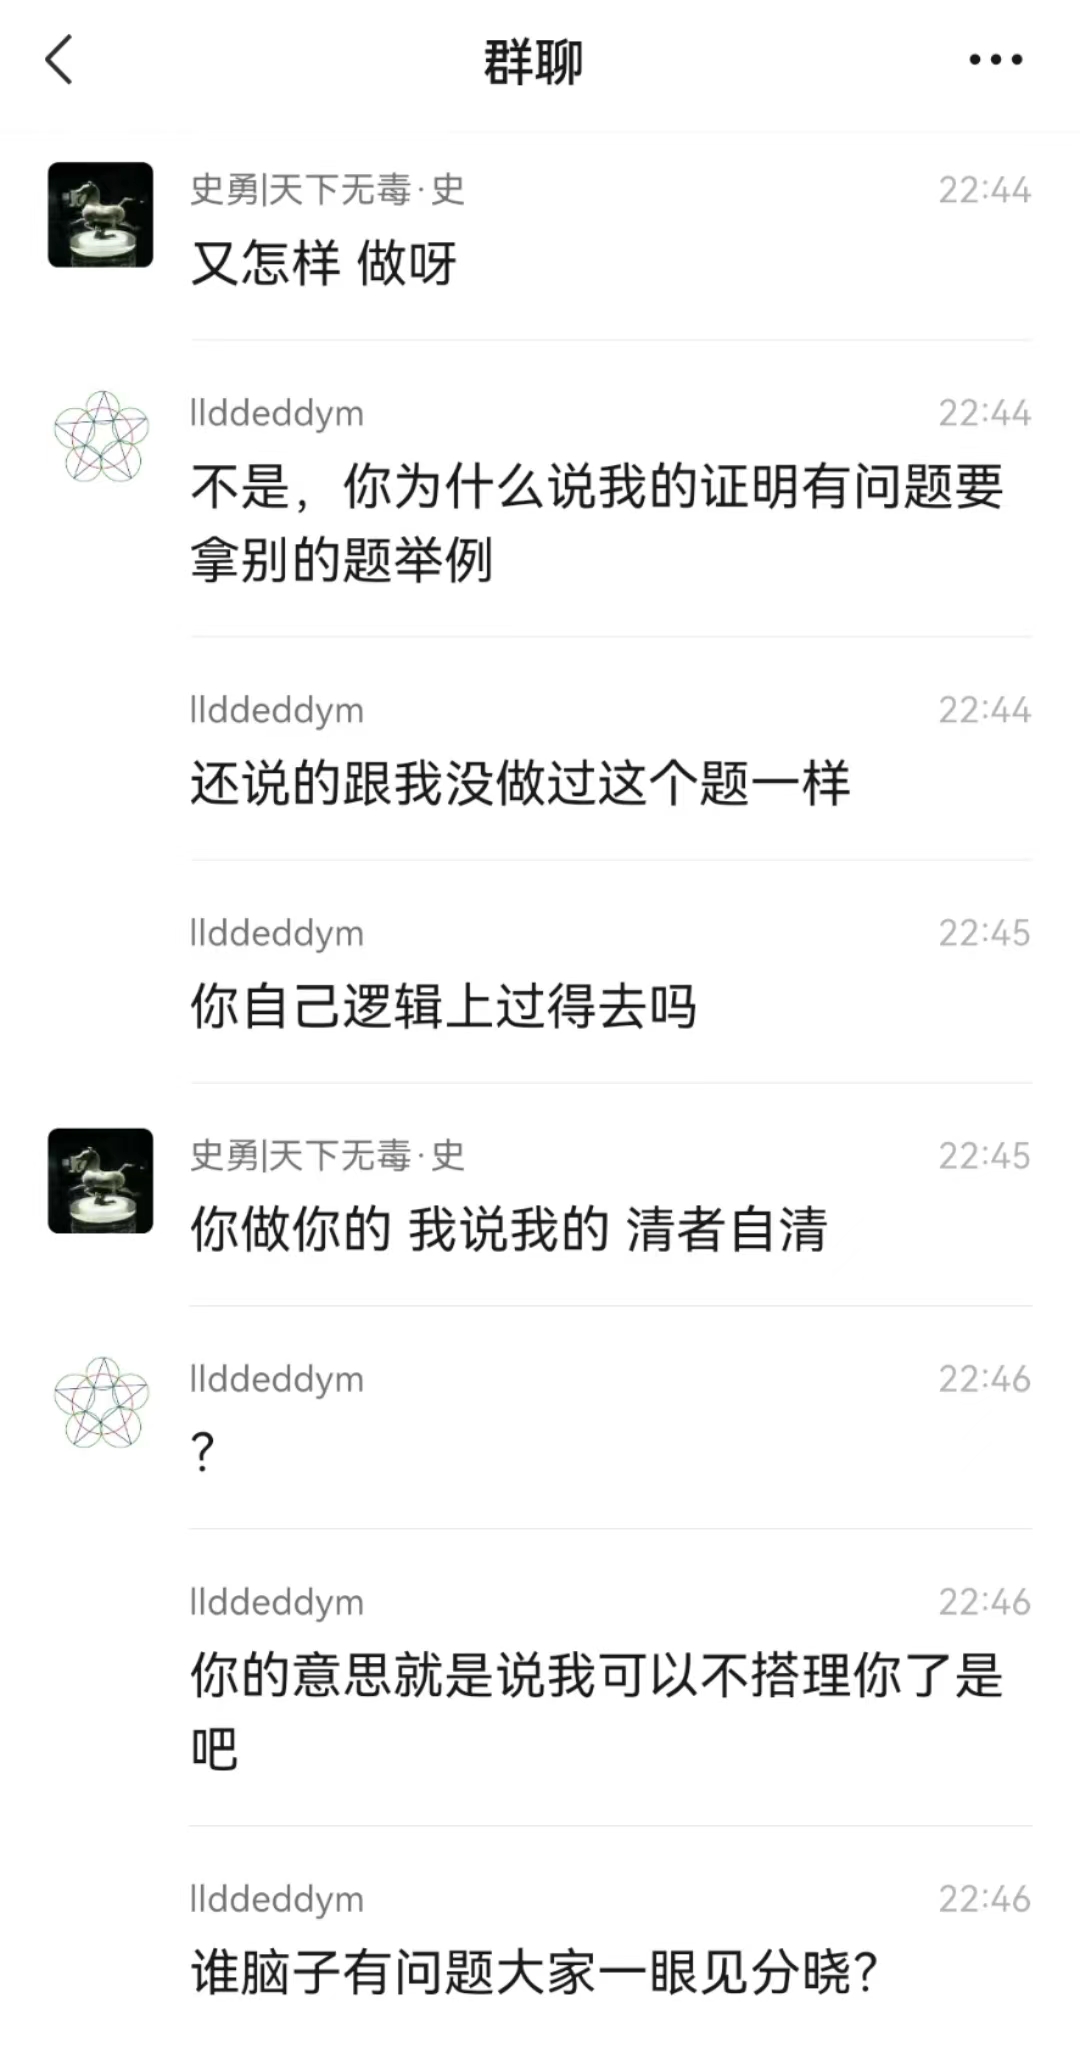 群聊
史勇|天下无毒·史 22:44
又怎样 做呀
llddeddym 22:44
不是，你为什么说我的证明有问题要
拿别的题举例
llddeddym 22:44
还说的跟我没做过这个题一样
llddeddym 22:45
你自己逻辑上过得去吗
史勇|天下无毒·史 22:45
你做你的 我说我的 清者自清
llddeddym 22:46
？
llddeddym 22:46
你的意思就是说我可以不搭理你了是
吧
llddeddym 22:46
谁脑子有问题大家一眼见分晓？